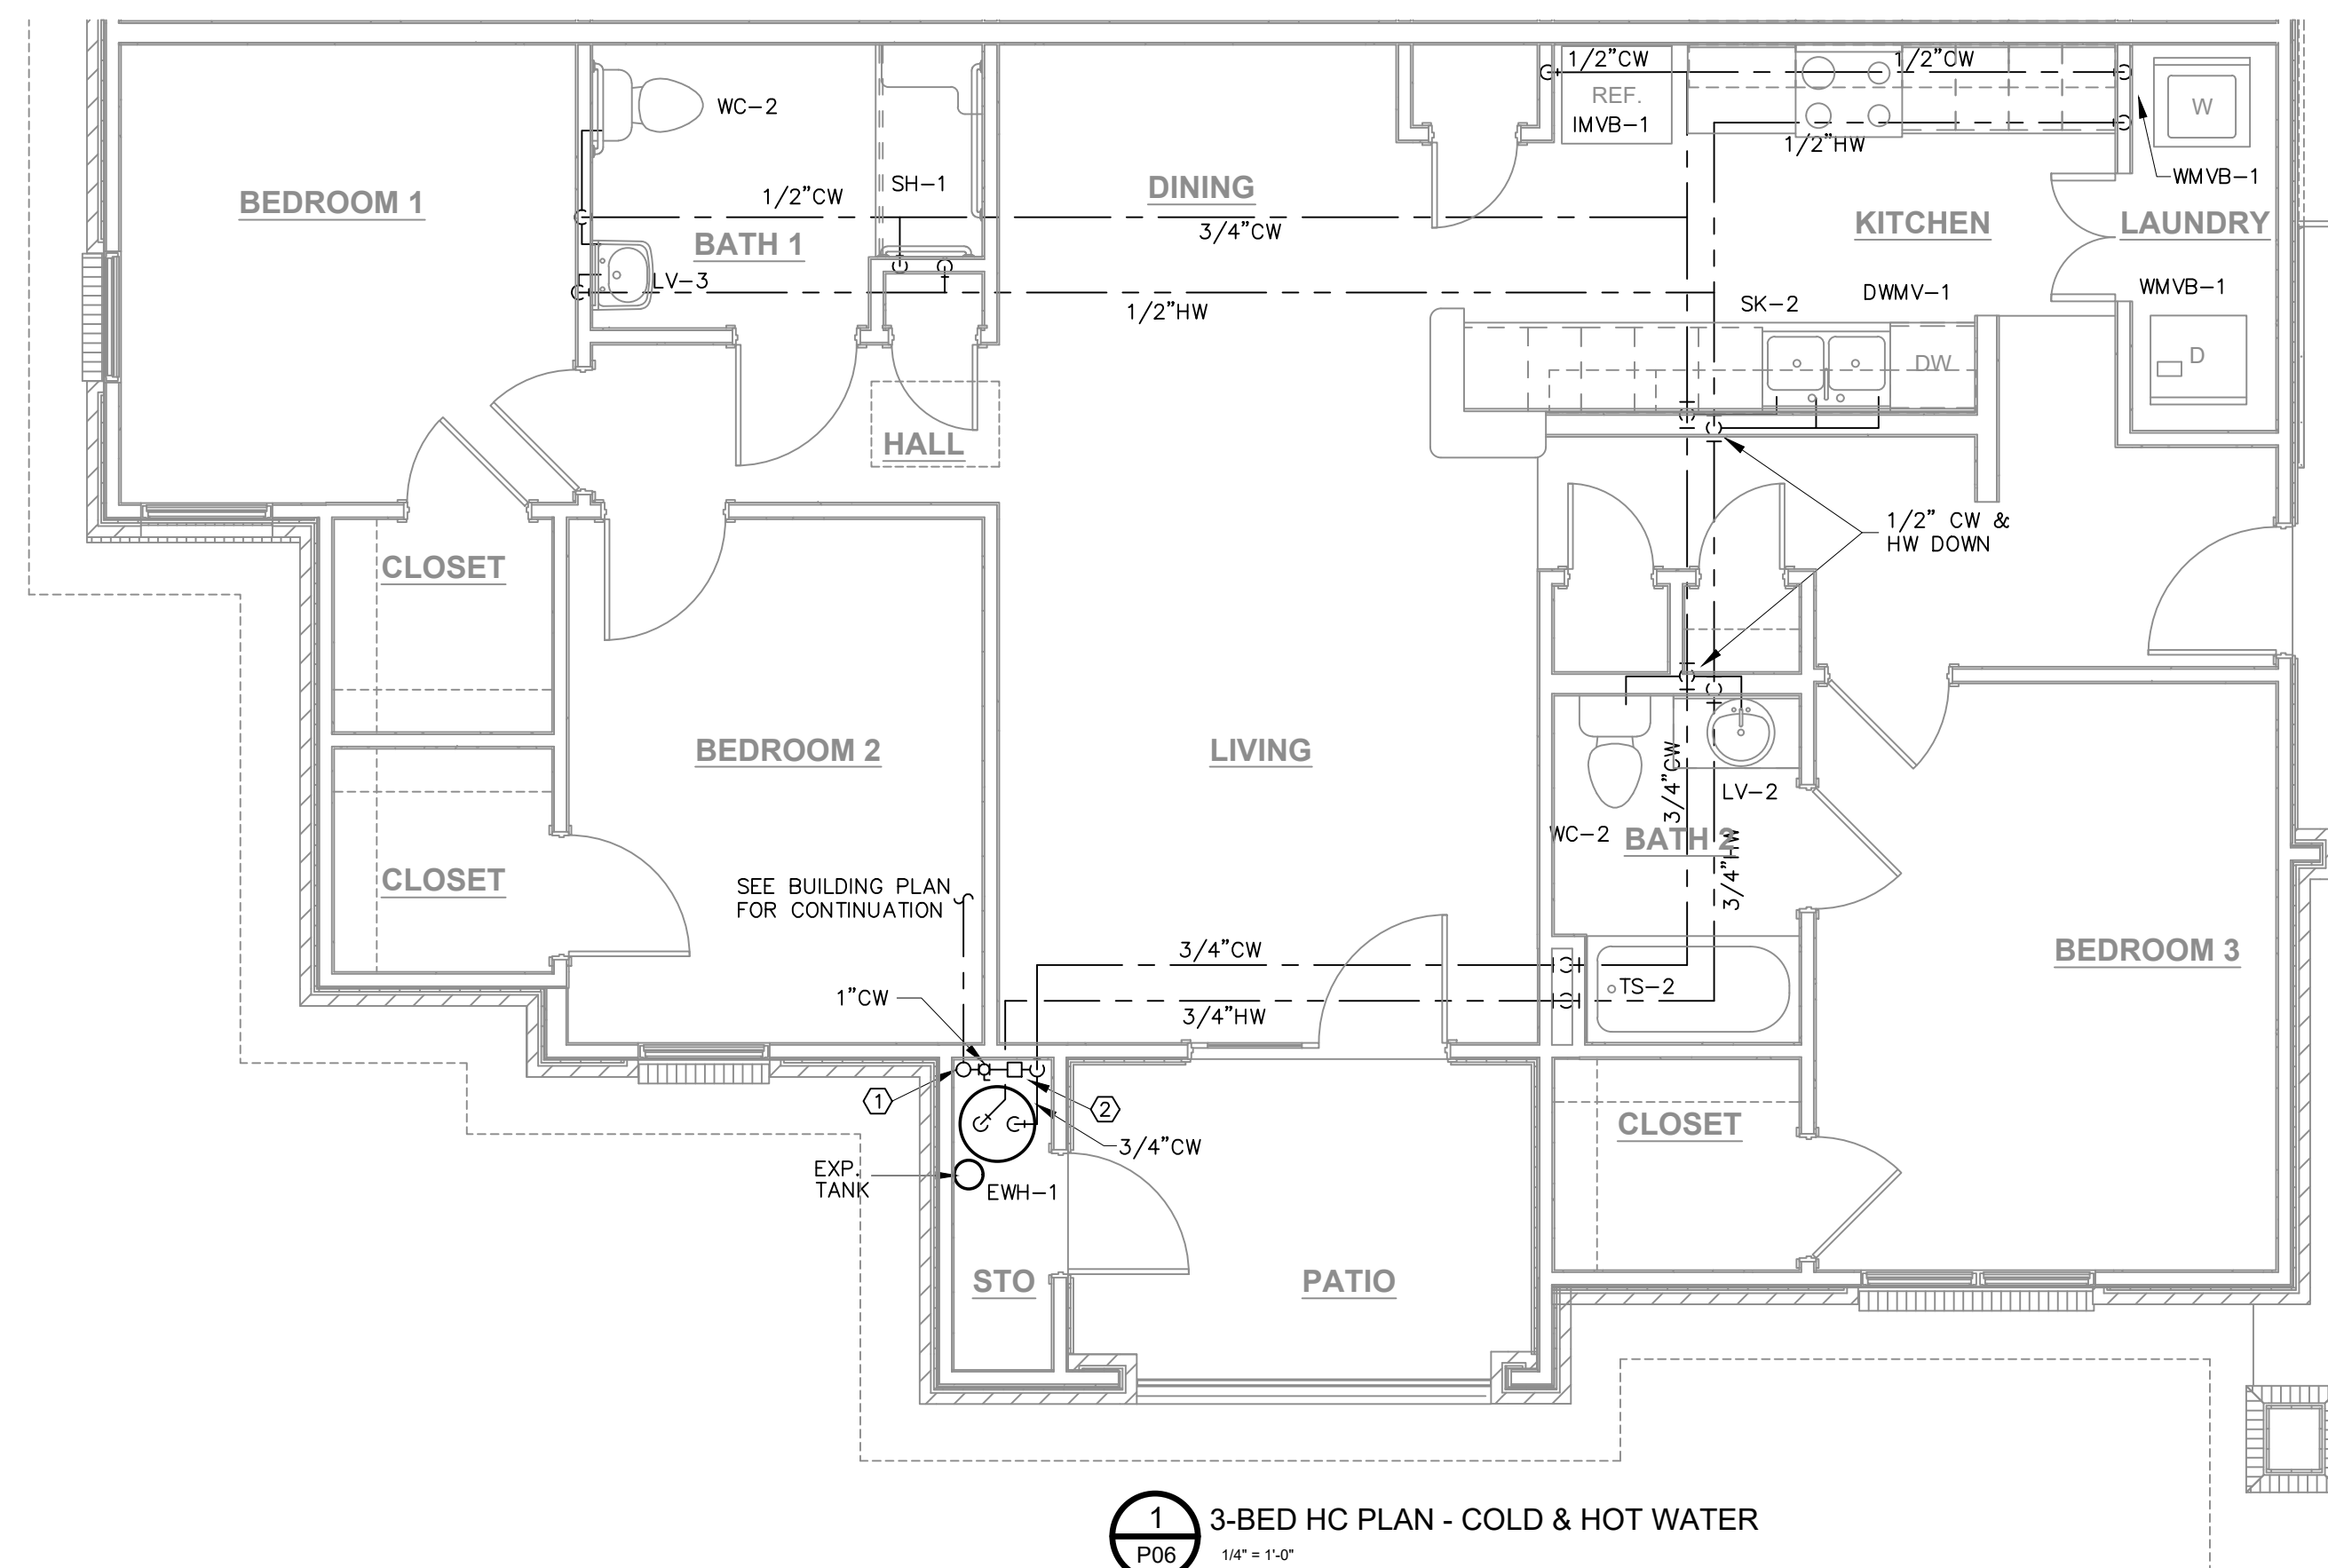 1/2"CW
1/2"CW
REF.
IMVB-1
W
WC-2
1/2"HW
SH-1
DINING
WMVB-1
BEDROOM 1
1/2"CW
3/4"CW
KITCHEN
LAUNDRY
BATH 1
LV-3
1/2"HW
SK-2
DWMV-1
WMVB-1
DW
D
HALL
1/2" CW &
HW DOWN
CLOSET
BEDROOM 2
LIVING
3/4"CW
LV-2
WC-2
BATH 2
3/4"HW
CLOSET
SEE BUILDING PLAN
FOR CONTINUATION
3/4"CW
BEDROOM 3
TS-2
1"CW
3/4"HW
1
2
3/4"CW
CLOSET
EXP.
TANK
EWH-1
STO
PATIO
1
P06
3-BED HC PLAN - COLD & HOT WATER
1/4" = 1'-0"